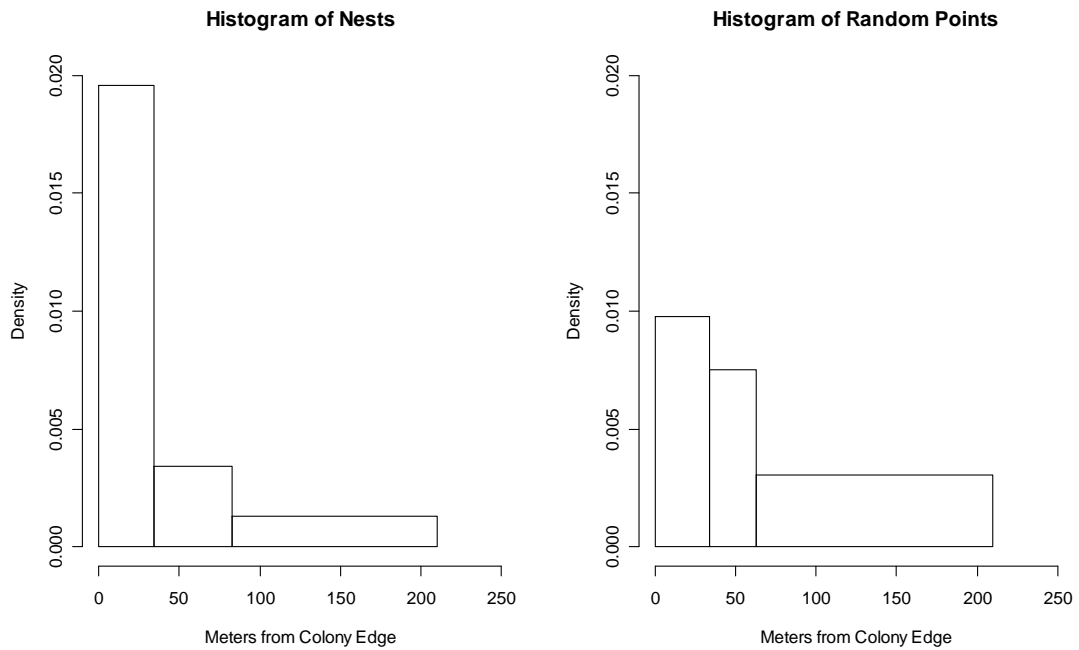 Histogram of Nests
Density
0.020
0.015
0.010
0.005
0.000
0 50 100 150 200 250
Meters from Colony Edge
Histogram of Random Points
Density
0.020
0.015
0.010
0.005
0.000
0 50 100 150 200 250
Meters from Colony Edge